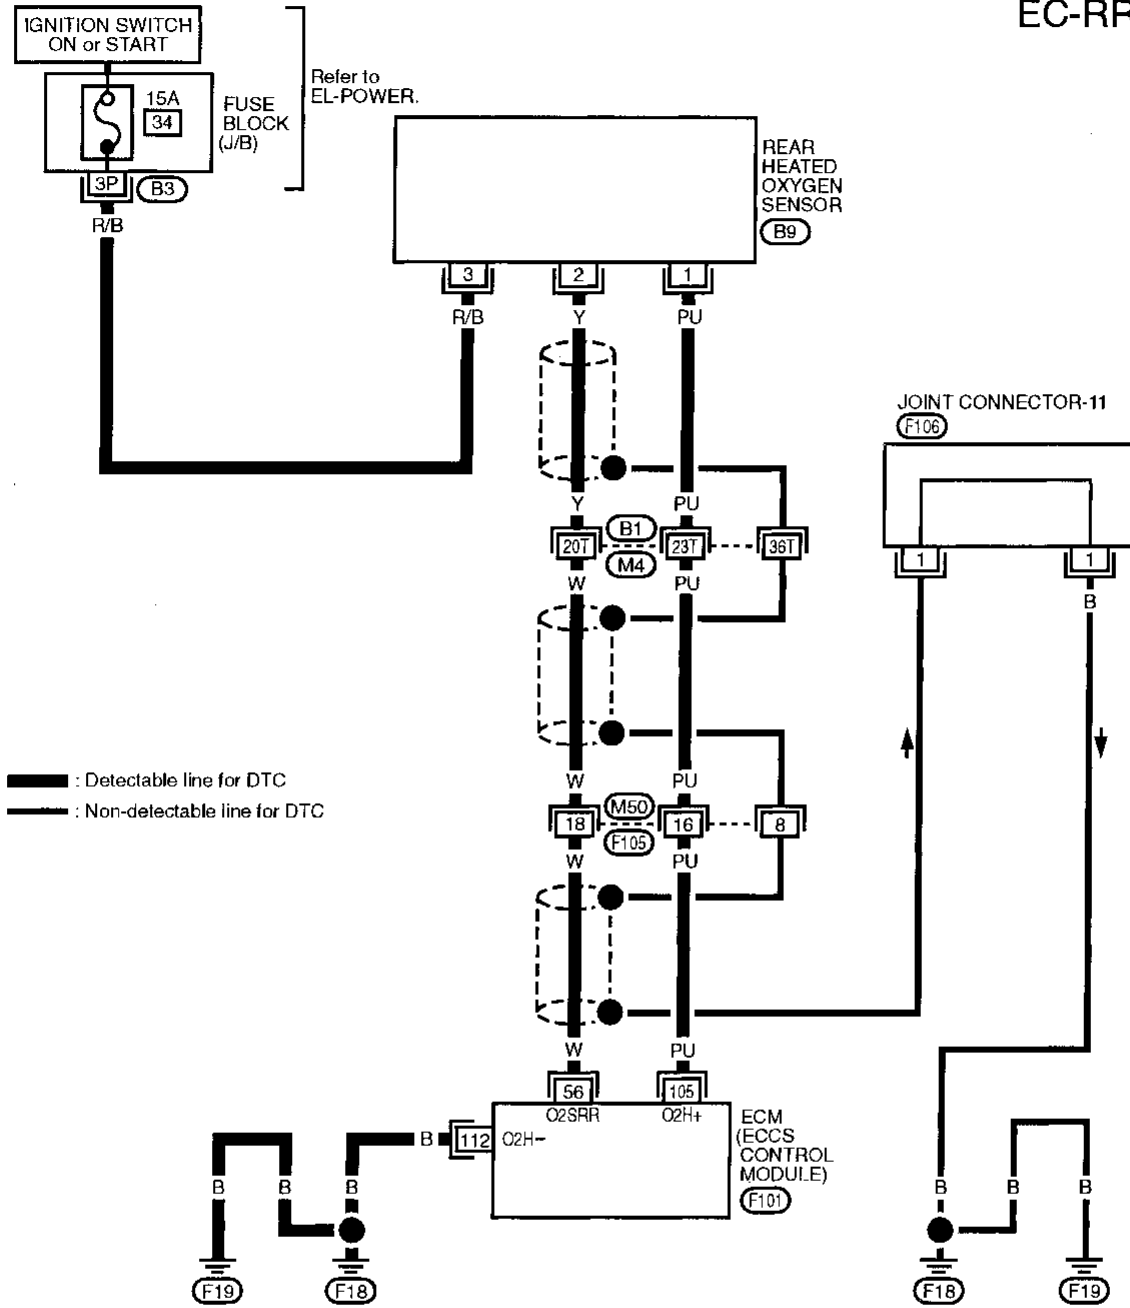 EC-RR
IGNITION SWITCH
ON or START
Refer to
EL-POWER.
15A
34
FUSE
BLOCK
(J/B)
3P
B3
R/B
REAR
HEATED
OXYGEN
SENSOR
B9
3
2
1
R/B
Y
PU
JOINT CONNECTOR-11
F106
Y
PU
B1
20T
23T
36T
M4
1
1
W
PU
B
: Detectable line for DTC
: Non-detectable line for DTC
W
PU
M50
18
16
8
F105
W
PU
W
PU
56
105
O2SRR
O2H+
ECM
(ECCS
CONTROL
MODULE)
F101
B
112
O2H-
B
B
B
B
B
B
F19
F18
F18
F19